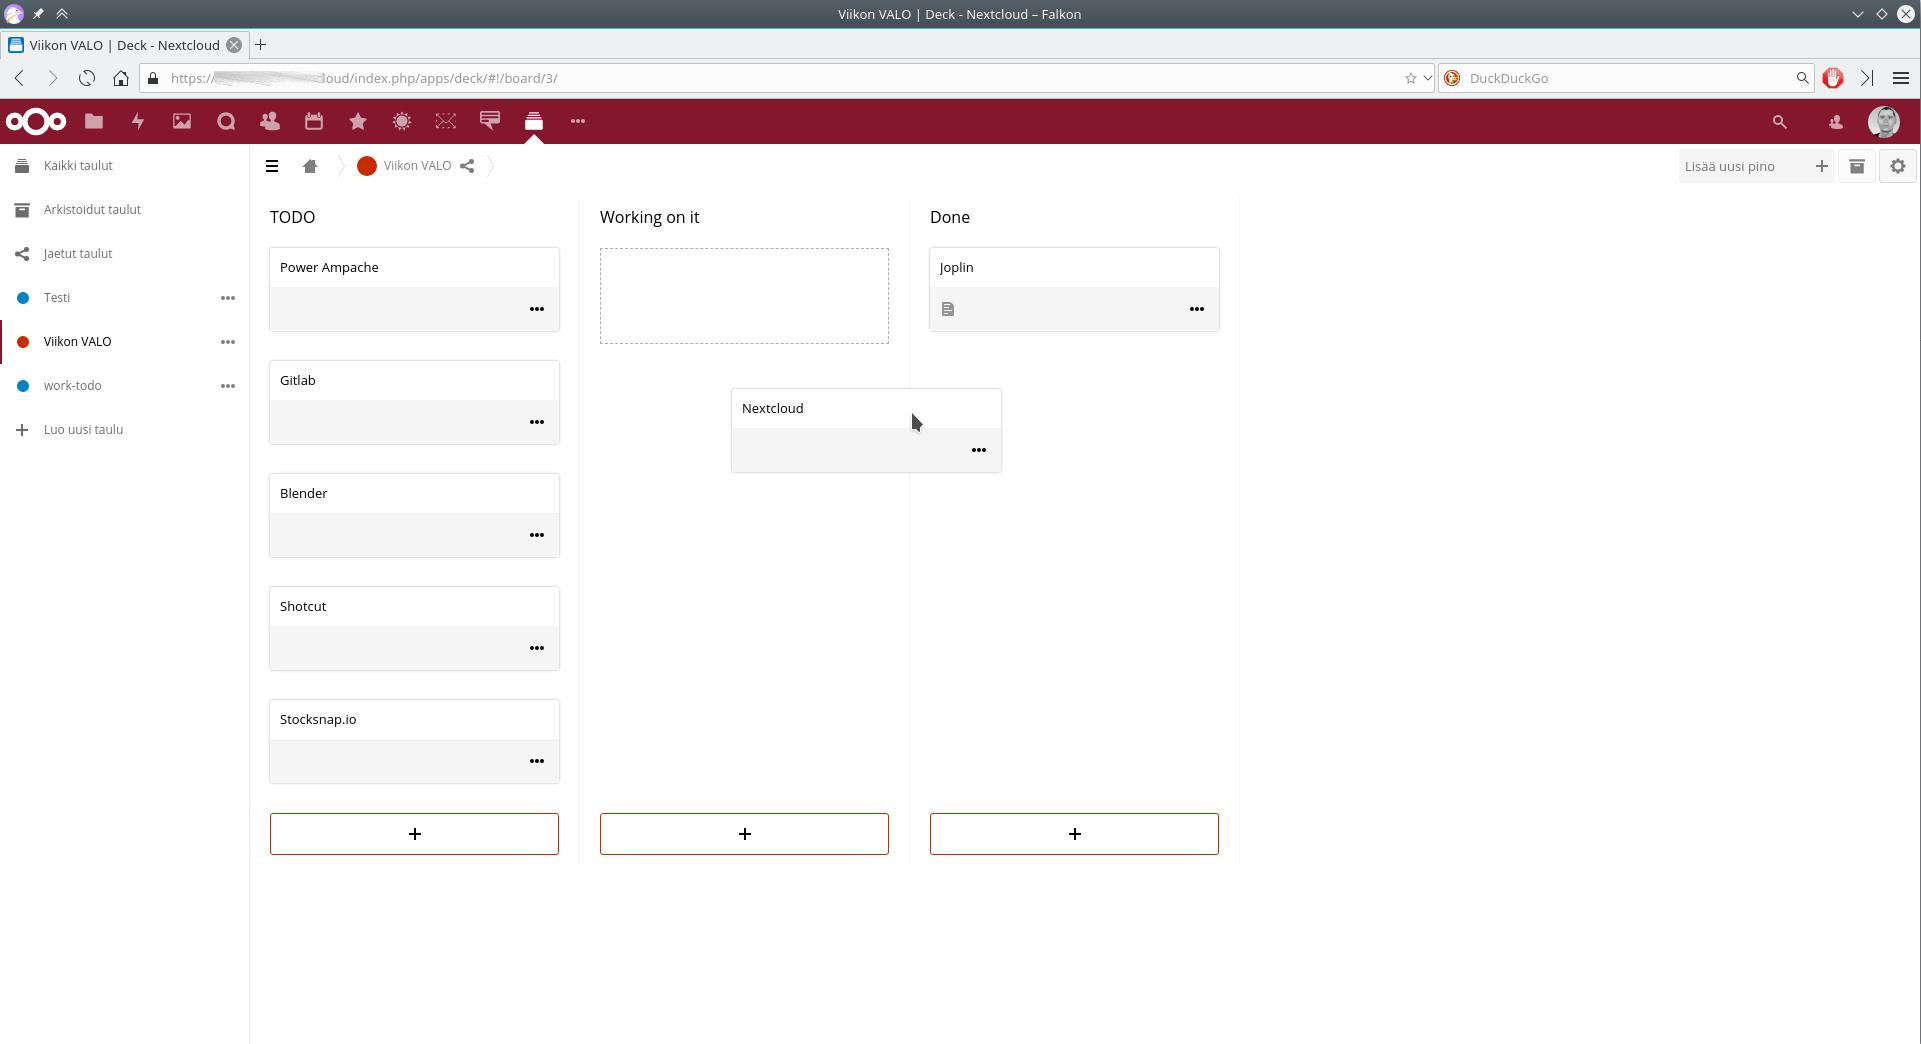 Viikon VALO | Deck - Nextcloud – Falkon
Viikon VALO | Deck - Nextcloud
https:// loud/index.php/apps/deck/#!/board/3/
DuckDuckGo
Kaikki taulut
Arkistoidut taulut
Jaetut taulut
Testi
Viikon VALO
work-todo
Luo uusi taulu
Viikon VALO
Lisää uusi pino
TODO
Power Ampache
Gitlab
Blender
Shotcut
Stocksnap.io
Working on it
Nextcloud
Done
Joplin